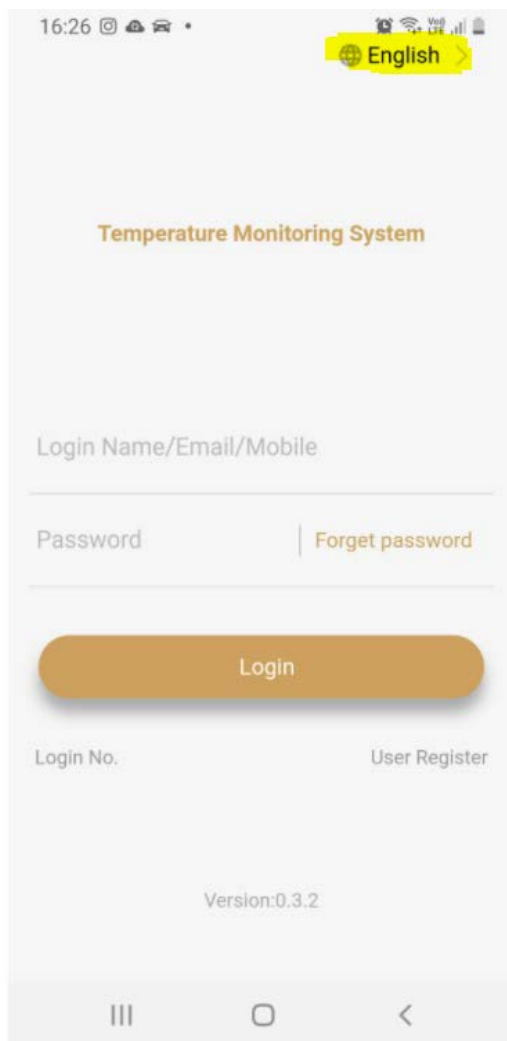 16:26
English
Temperature Monitoring System
Login Name/Email/Mobile
Password
Forget password
Login
Login No.
User Register
Version:0.3.2